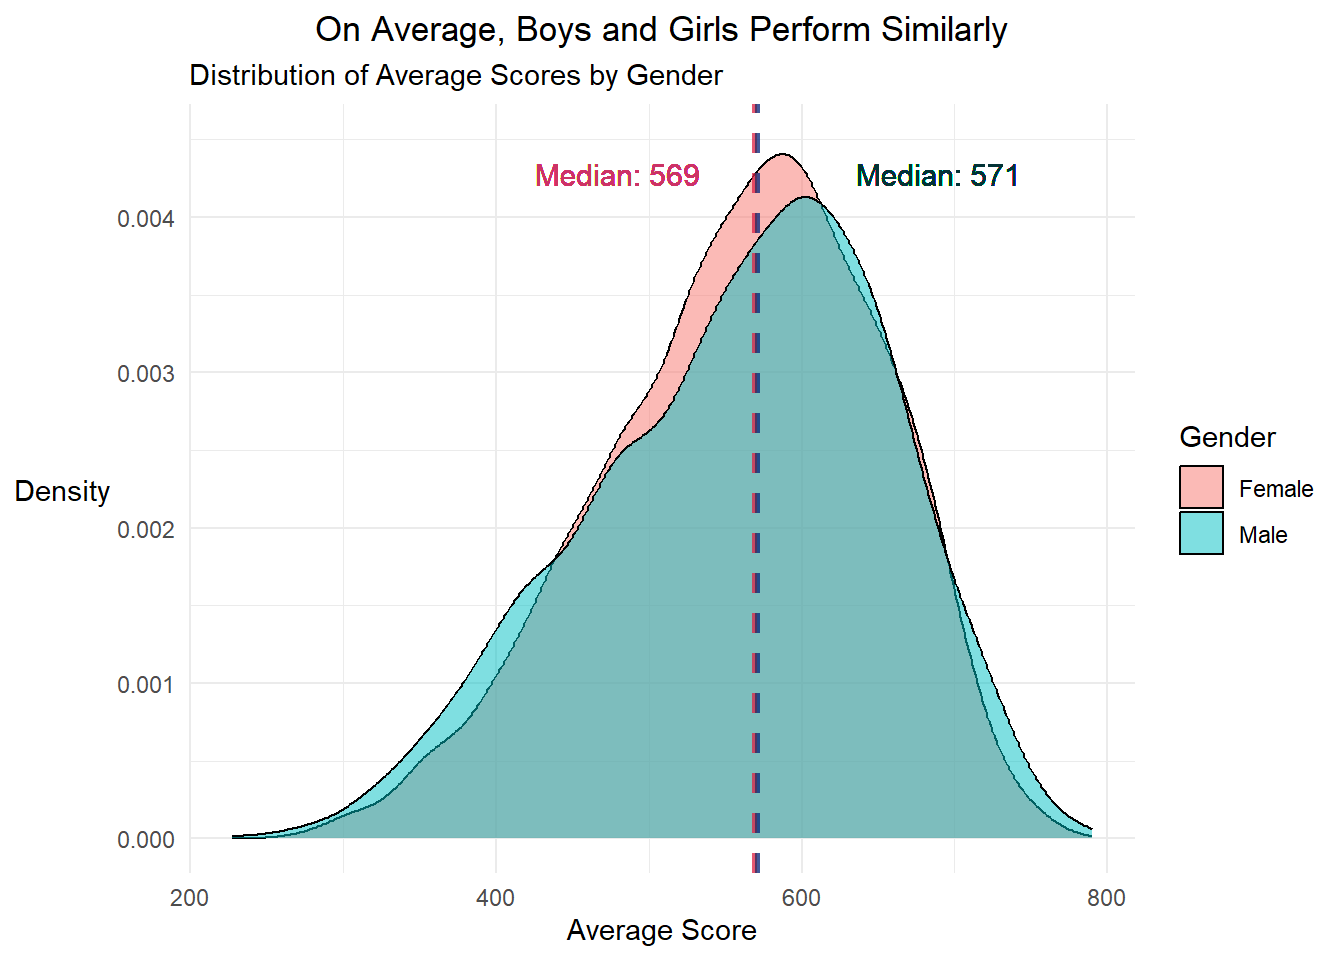 On Average, Boys and Girls Perform Similarly
Distribution of Average Scores by Gender
Median: 569
Median: 571
0.004
0.003
0.002
0.001
0.000
Density
200
400
600
800
Average Score
Gender
Female
Male